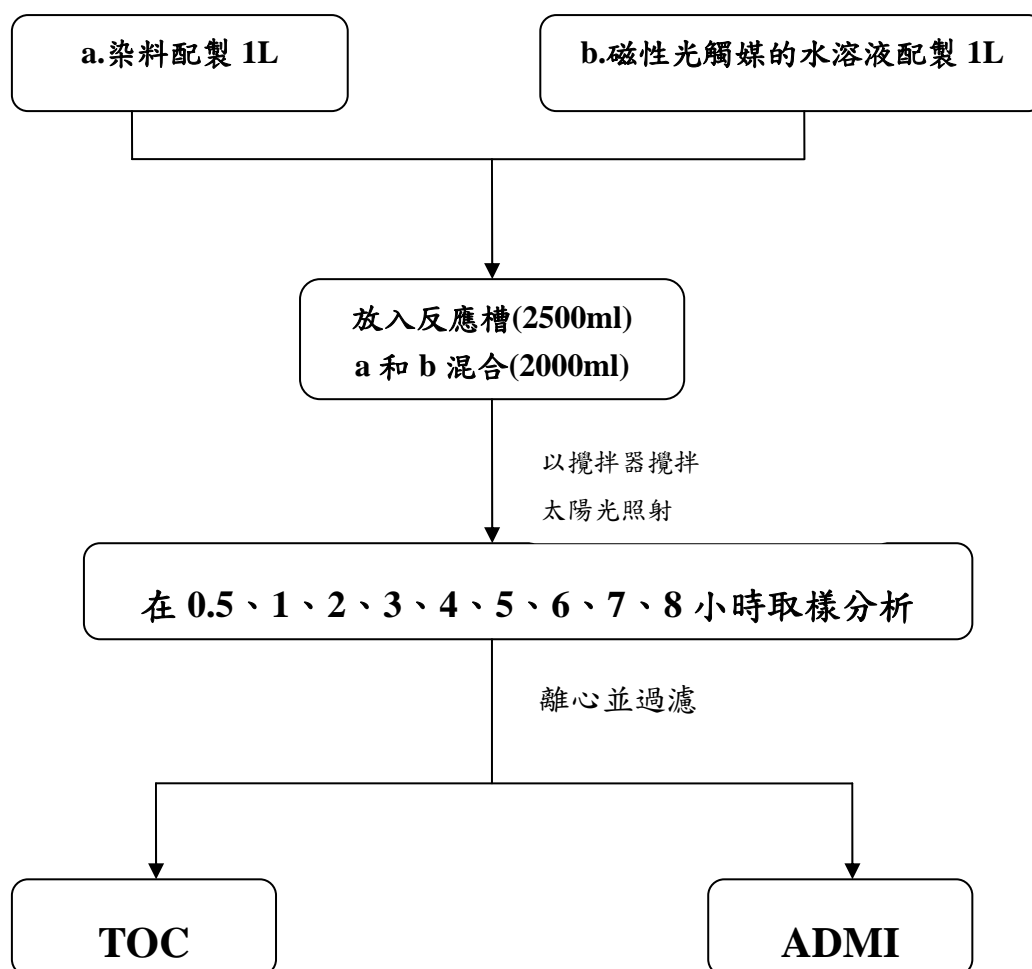 a.染料配製 1L
b.磁性光觸媒的水溶液配製 1L
放入反應槽(2500ml)
a 和 b 混合(2000ml)
以攪拌器攪拌
太陽光照射
在 0.5、1、2、3、4、5、6、7、8 小時取樣分析
離心並過濾
TOC
ADMI